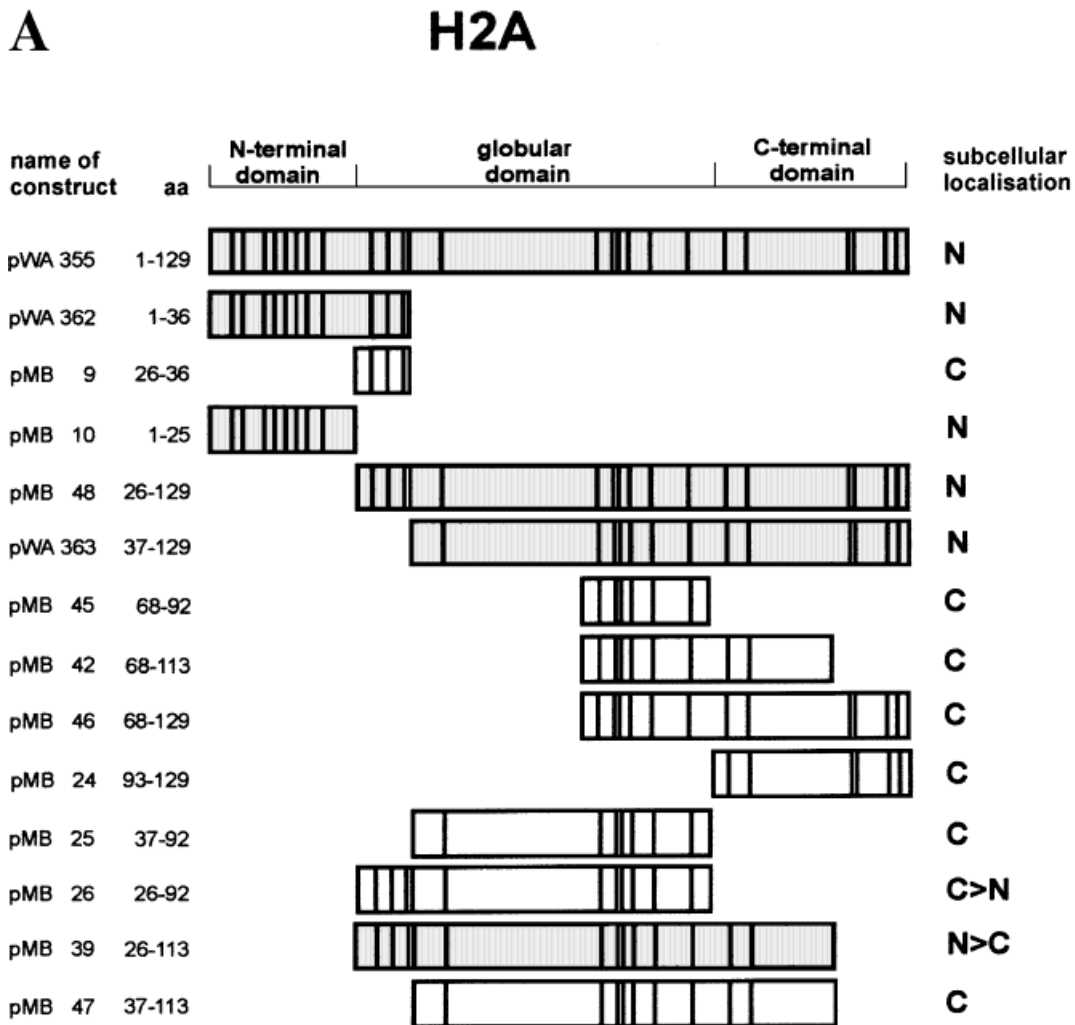 A H2A
N-terminal domain globular domain C-terminal domain
name of construct aa subcellular localisation
pWA 355 1-129 N
pWA 362 1-36 N
pMB 9 26-36 C
pMB 10 1-25 N
pMB 48 26-129 N
pWA 363 37-129 N
pMB 45 68-92 C
pMB 42 68-113 C
pMB 46 68-129 C
pMB 24 93-129 C
pMB 25 37-92 C
pMB 26 26-92 C>N
pMB 39 26-113 N>C
pMB 47 37-113 C